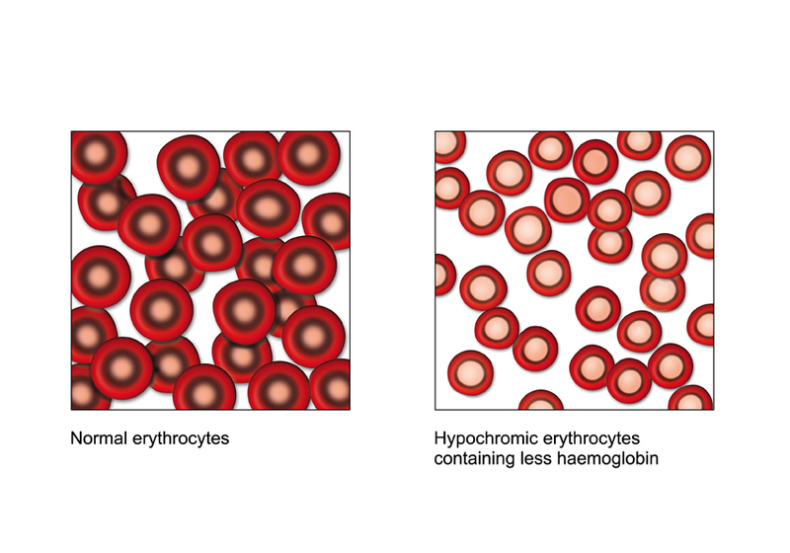 Normal erythrocytes
Hypochromic erythrocytes
containing less haemoglobin